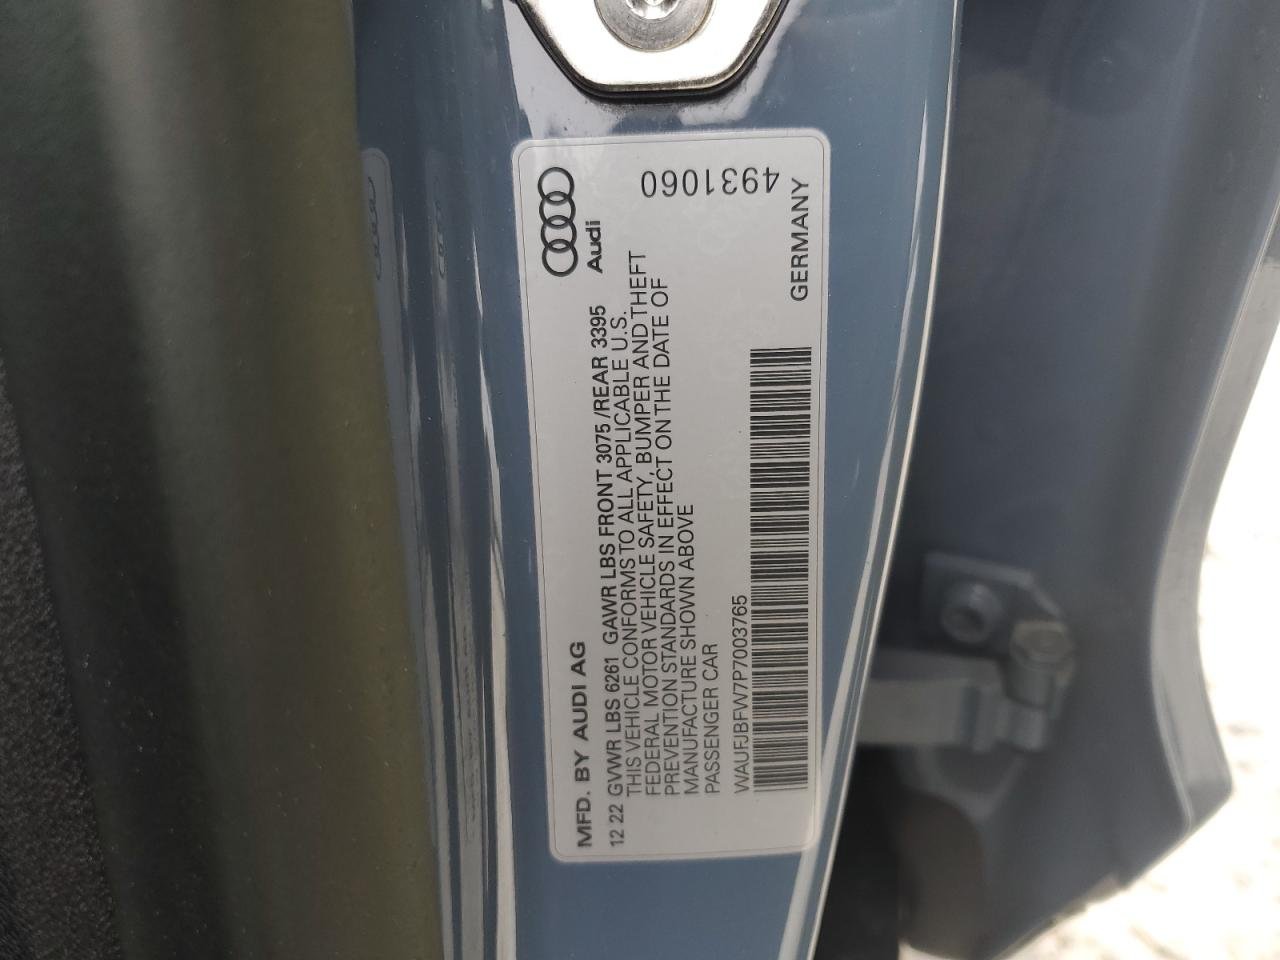 MFD. BY AUDI AG
Audi
12 22 GVWR LBS 6261 GAWR LBS FRONT 3075 /REAR 3395
THIS VEHICLE CONFORMS TO ALL APPLICABLE U.S.
FEDERAL MOTOR VEHICLE SAFETY, BUMPER AND THEFT
PREVENTION STANDARDS IN EFFECT ON THE DATE OF
MANUFACTURE SHOWN ABOVE
PASSENGER CAR
WAUFJBFW7P7003765
GERMANY
4931060